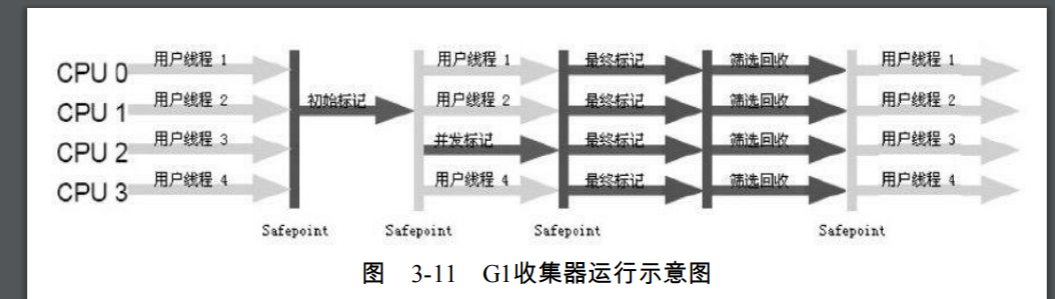 CPU 0 用户线程 1 用户线程 1 最终标记 筛选回收 用户线程 1
CPU 1 用户线程 2 初始标记 用户线程 2 最终标记 筛选回收 用户线程 2
CPU 2 用户线程 3 并发标记 最终标记 筛选回收 用户线程 3
CPU 3 用户线程 4 用户线程 4 最终标记 筛选回收 用户线程 4
Safepoint Safepoint Safepoint Safepoint
图 3-11 G1收集器运行示意图